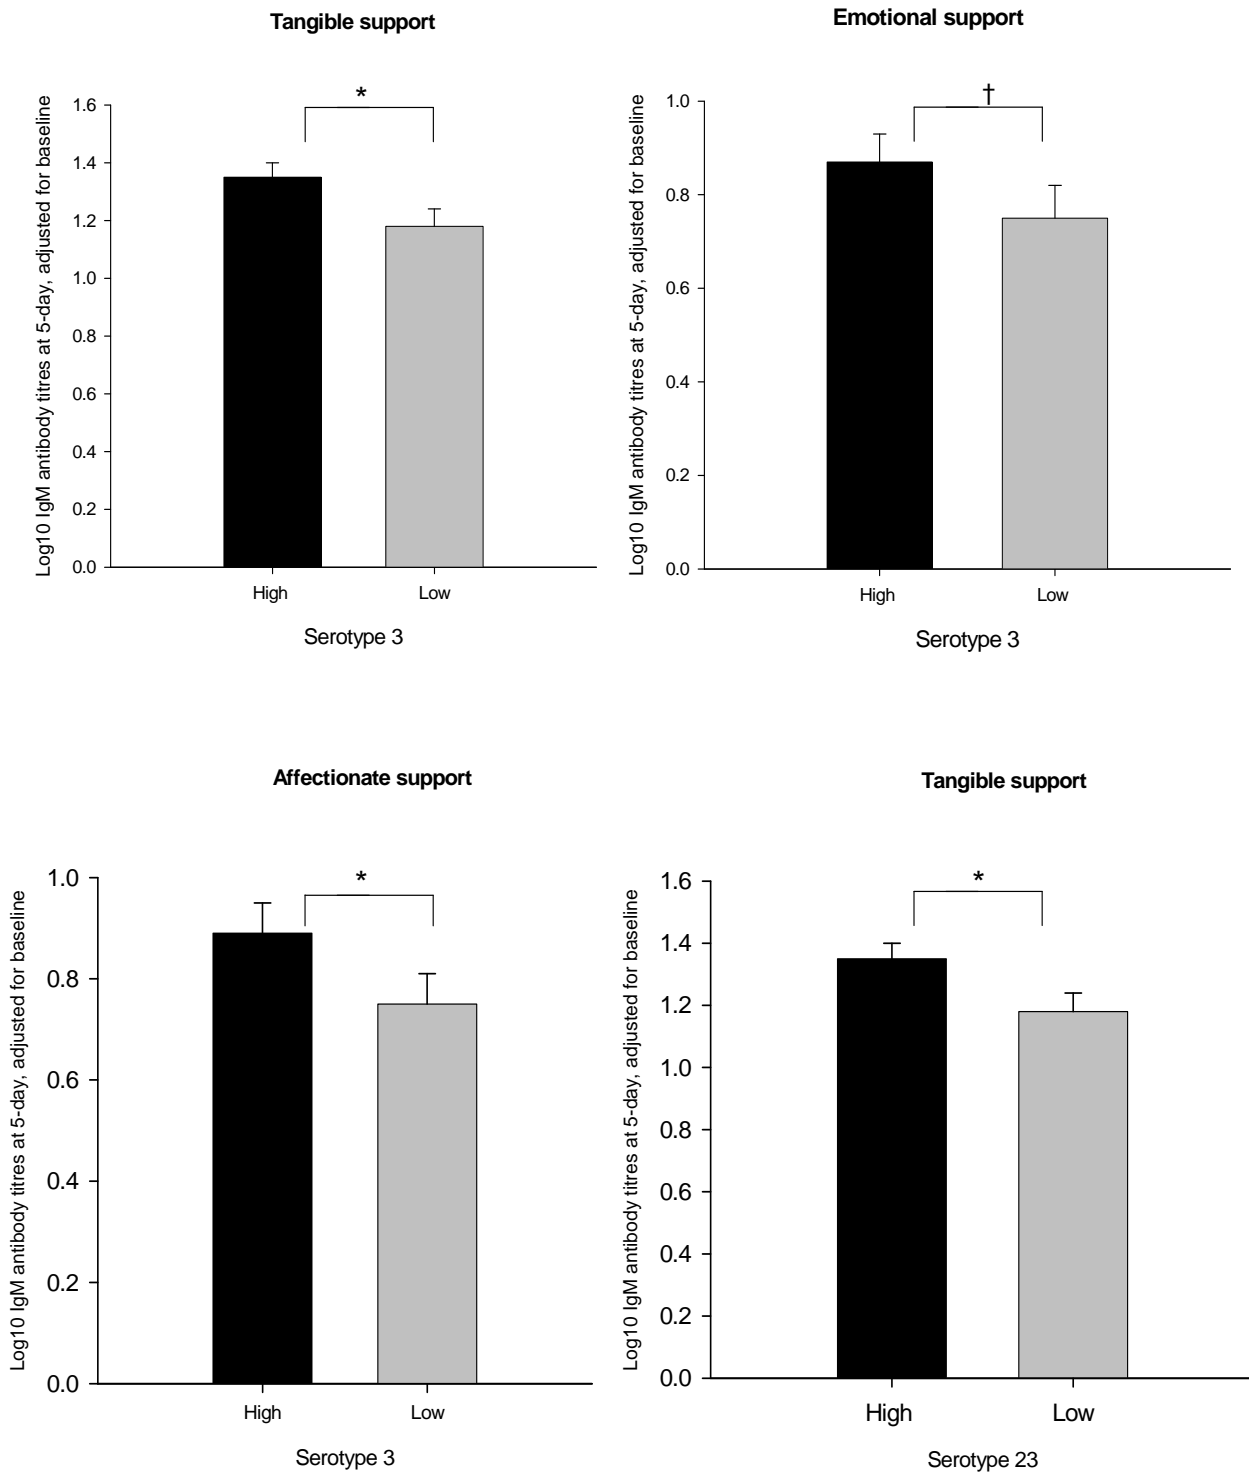 Tangible support
*
Log10 IgM antibody titres at 5-day, adjusted for baseline
1.6
1.4
1.2
1.0
0.8
0.6
0.4
0.2
0.0
High Low
Serotype 3
Emotional support
†
Log10 IgM antibody titres at 5-day, adjusted for baseline
1.0
0.8
0.6
0.4
0.2
0.0
High Low
Serotype 3
Affectionate support
*
Log10 IgM antibody titres at 5-day, adjusted for baseline
1.0
0.8
0.6
0.4
0.2
0.0
High Low
Serotype 3
Tangible support
*
Log10 IgM antibody titres at 5-day, adjusted for baseline
1.6
1.4
1.2
1.0
0.8
0.6
0.4
0.2
0.0
High Low
Serotype 23